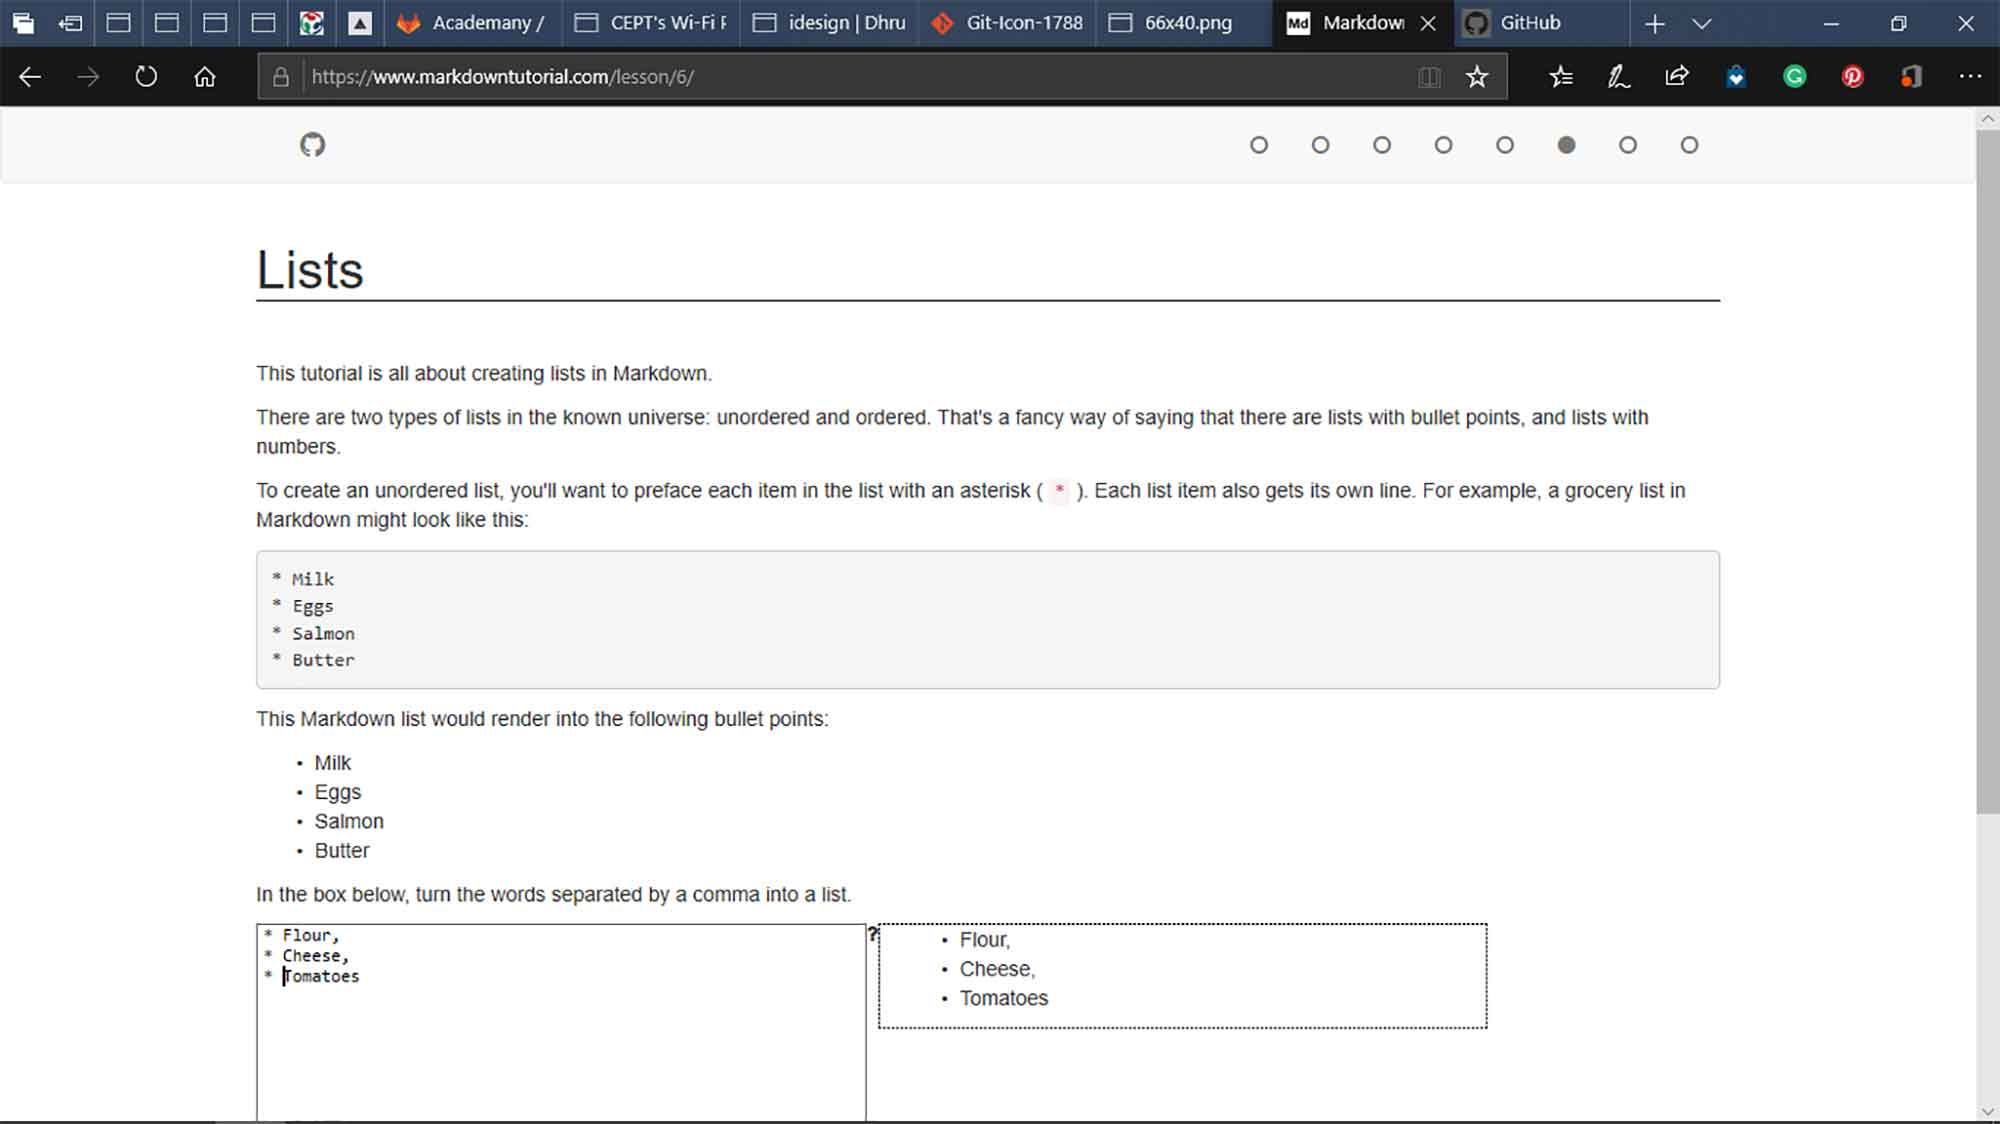 Academany /
CEPT's Wi-Fi
idesign | Dhru
Git-Icon-1788
66x40.png
Md
Markdow
GitHub
https://www.markdowntutorial.com/lesson/6/
Lists
This tutorial is all about creating lists in Markdown.
There are two types of lists in the known universe: unordered and ordered. That's a fancy way of saying that there are lists with bullet points, and lists with
numbers.
To create an unordered list, you'll want to preface each item in the list with an asterisk ( * ). Each list item also gets its own line. For example, a grocery list in
Markdown might look like this:
* Milk
* Eggs
* Salmon
* Butter
This Markdown list would render into the following bullet points:
• Milk
• Eggs
• Salmon
• Butter
In the box below, turn the words separated by a comma into a list.
* Flour,
* Cheese,
* Tomatoes
?
• Flour,
• Cheese,
• Tomatoes